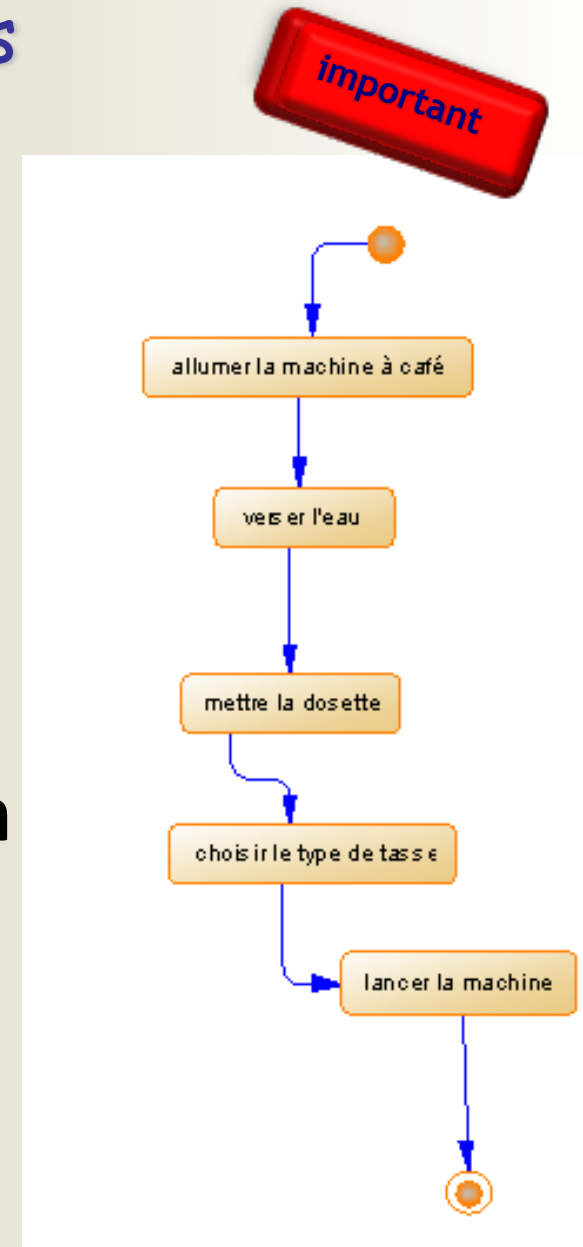 s
important
allumer la machine à café
verser l'eau
mettre la dosette
n
choisir le type de tasse
lancer la machine